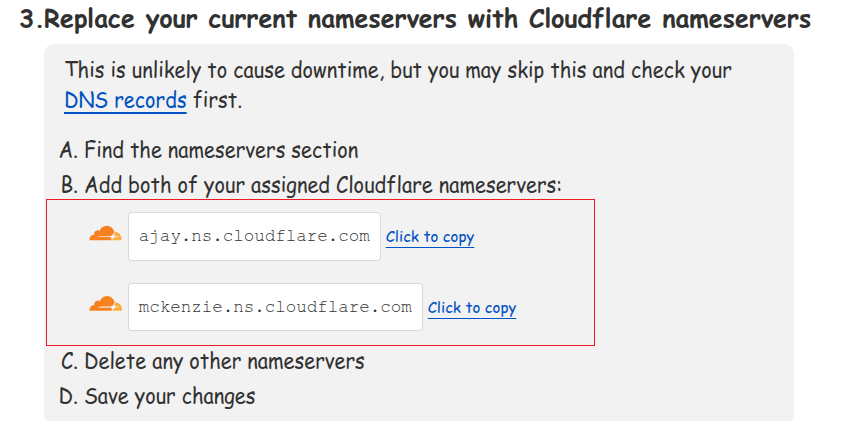 3.Replace your current nameservers with Cloudflare nameservers
This is unlikely to cause downtime, but you may skip this and check your
DNS records first.
A. Find the nameservers section
B. Add both of your assigned Cloudflare nameservers:
ajay.ns.cloudflare.com Click to copy
mckenzie.ns.cloudflare.com Click to copy
C. Delete any other nameservers
D. Save your changes